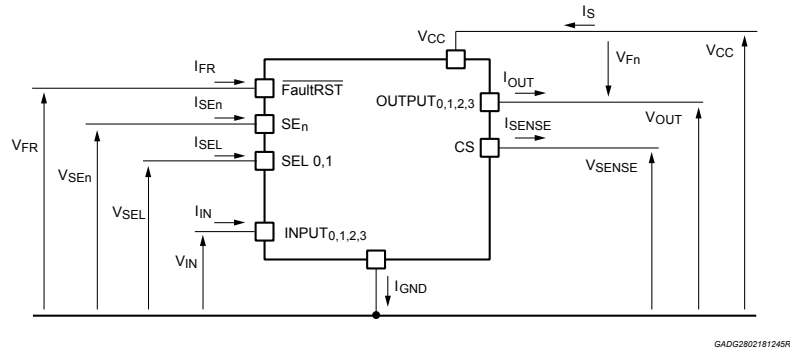 IS
VCC
VFn
VCC
IFR
FaultRST
IOUT
OUTPUT0,1,2,3
VOUT
ISEn
SEn
ISENSE
CS
VSENSE
VFR
ISEL
SEL 0,1
VSEn
VSEL
IIN
INPUT0,1,2,3
VIN
IGND
GADG2802181245R